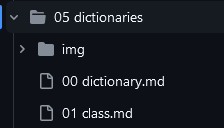 05 dictionaries
img
00 dictionary.md
01 class.md